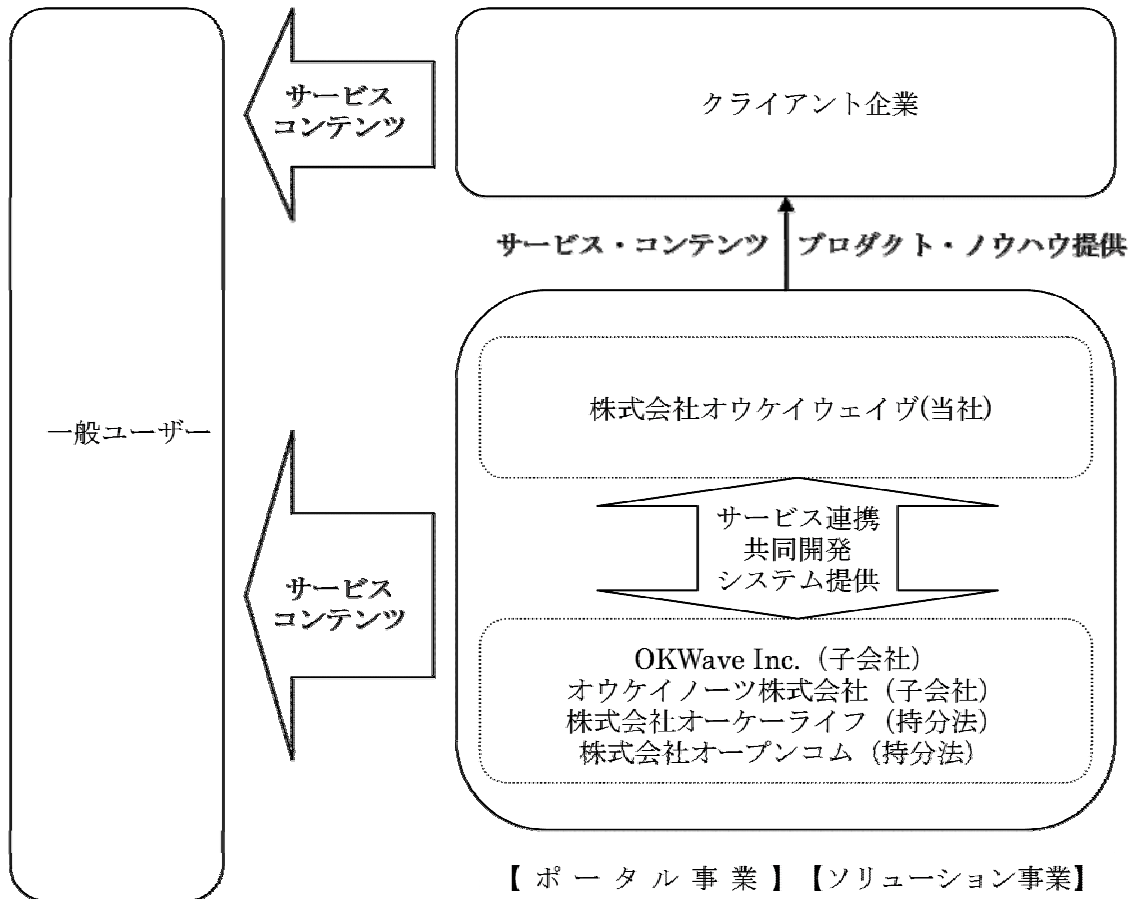 サービス
コンテンツ
クライアント企業
サービス・コンテンツ
プロダクト・ノウハウ提供
一般ユーザー
株式会社オウケイウェイヴ(当社)
サービス連携
共同開発
システム提供
サービス
コンテンツ
OKWave Inc.（子会社）
オウケイノーツ株式会社（子会社）
株式会社オーケーライフ（持分法）
株式会社オープンコム（持分法）
【 ポ ー タ ル 事 業 】【ソリューション事業】